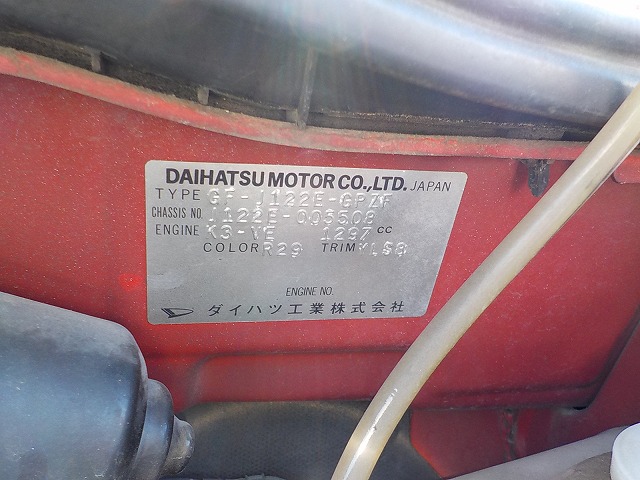 DAIHATSU MOTOR CO.,LTD. JAPAN
TYPE GF-J122E-GPZF
CHASSIS NO. J122E-003508
ENGINE K3-VE 1297 CC
COLOR R29 TRIM
ENGINE NO.
ダイハツ工業株式会社